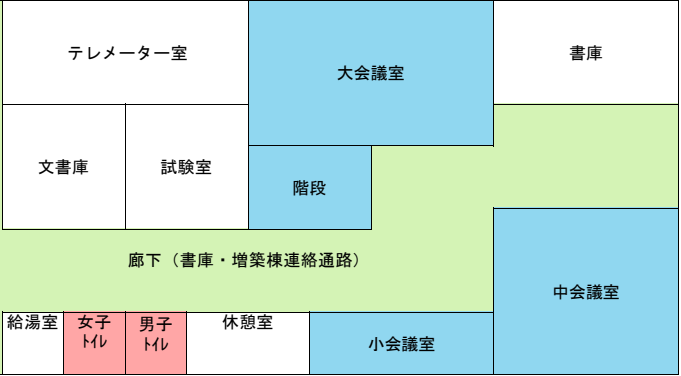 テレメーター室
大会議室
書庫
文書庫
試験室
階段
廊下（書庫・増築棟連絡通路）
中会議室
給湯室
女子
ﾄｲﾚ
男子
ﾄｲﾚ
休憩室
小会議室